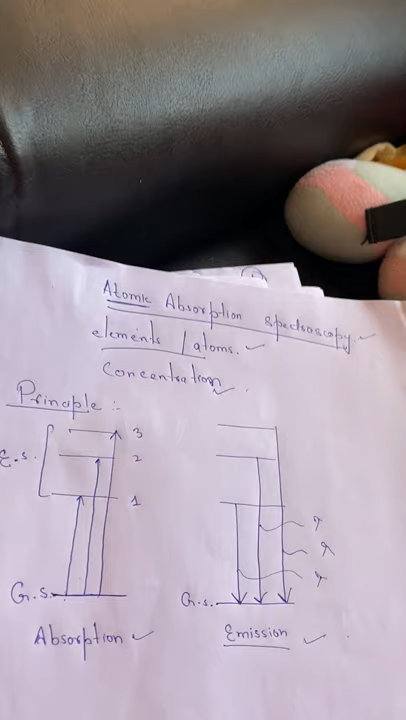 Atomic Absorption spectroscopy.
elements / atoms.
Concentration.
Principle :-
3
E.s.
2
1
G.s.
G.s.
Absorption
Emission